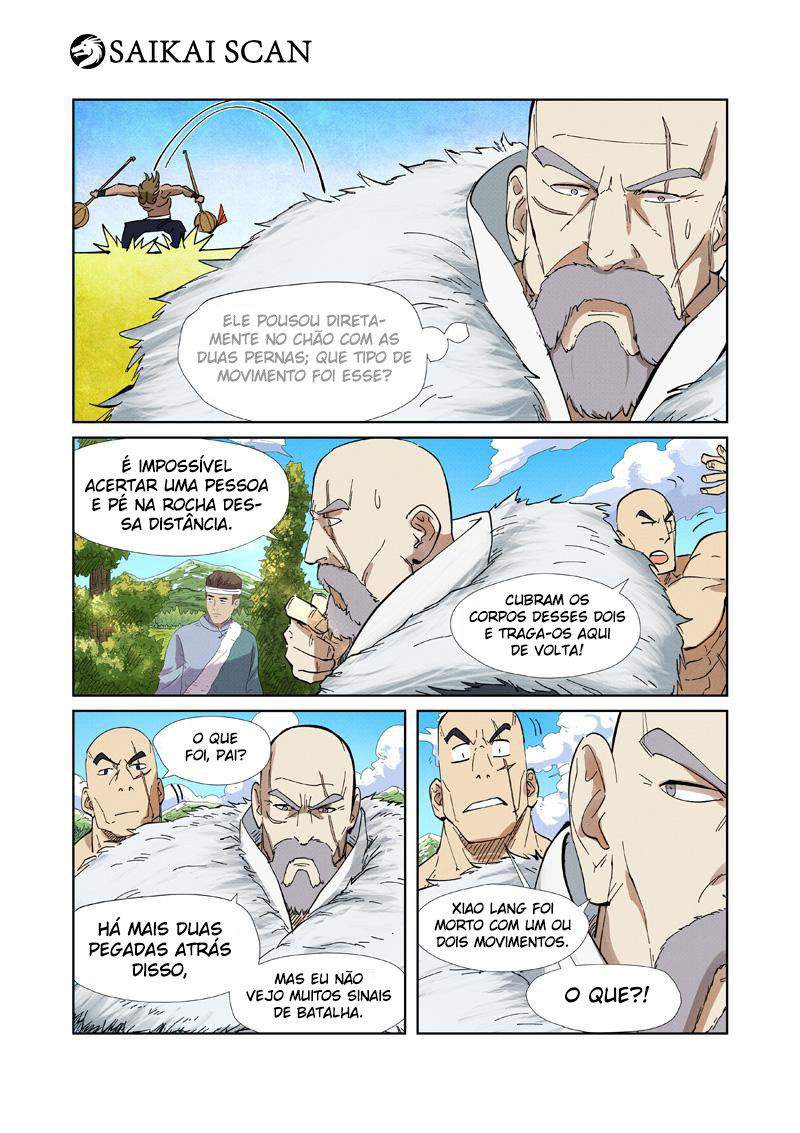 SAIKAI SCAN
ELE POUSOU DIRETA-
MENTE NO CHÃO COM AS
DUAS PERNAS; QUE TIPO DE
MOVIMENTO FOI ESSE?
É IMPOSSÍVEL
ACERTAR UMA PESSOA
E PÉ NA ROCHA DES-
SA DISTÂNCIA.
CUBRAM OS
CORPOS DESSES DOIS
E TRAGA-OS AQUI
DE VOLTA!
O QUE
FOI, PAI?
HÁ MAIS DUAS
PEGADAS ATRÁS
DISSO,
MAS EU NÃO
VEJO MUITOS SINAIS
DE BATALHA.
XIAO LANG FOI
MORTO COM UM OU
DOIS MOVIMENTOS.
O QUE?!